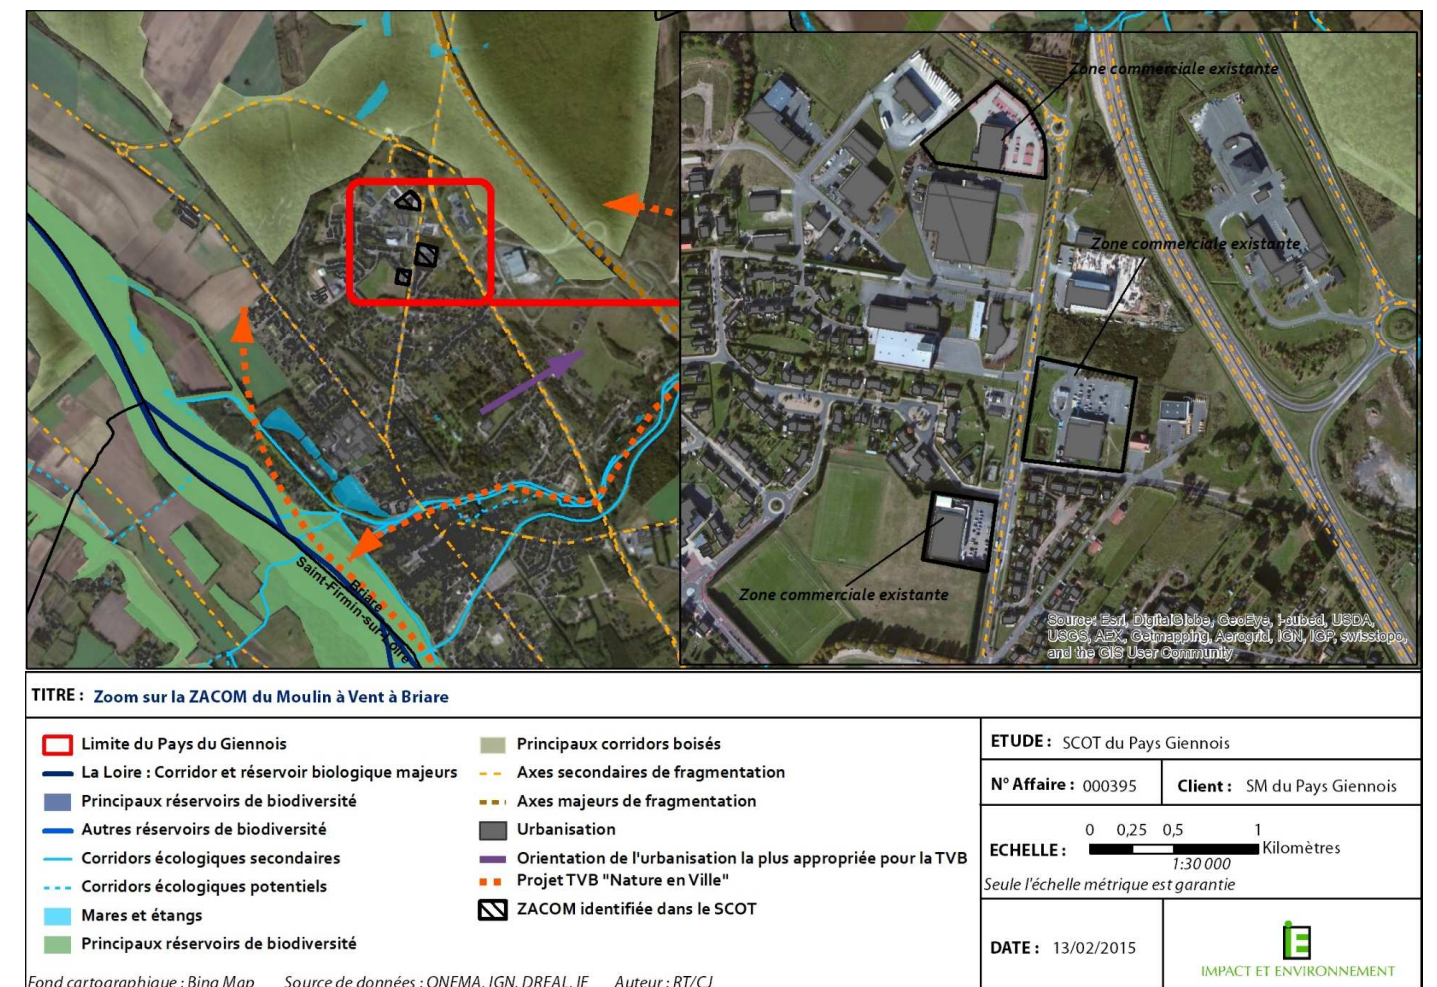 Zone commerciale existante
Zone commerciale existante
Zone commerciale existante
Briare
Saint-Firmin-sur-Loire
Source: Esri, DigitalGlobe, GeoEye, i-cubed, USDA,
USGS, AEX, Getmapping, Aerogrid, IGN, IGP, swisstopo,
and the GIS User Community
TITRE : Zoom sur la ZACOM du Moulin à Vent à Briare
Limite du Pays du Giennois
La Loire : Corridor et réservoir biologique majeurs
Principaux réservoirs de biodiversité
Autres réservoirs de biodiversité
Corridors écologiques secondaires
Corridors écologiques potentiels
Mares et étangs
Principaux réservoirs de biodiversité
Principaux corridors boisés
Axes secondaires de fragmentation
Axes majeurs de fragmentation
Urbanisation
Orientation de l'urbanisation la plus appropriée pour la TVB
Projet TVB "Nature en Ville"
ZACOM identifiée dans le SCOT
ETUDE : SCOT du Pays Giennois
N° Affaire : 000395
Client : SM du Pays Giennois
ECHELLE :
0 0,25 0,5 1
Kilomètres
1:30 000
Seule l'échelle métrique est garantie
DATE : 13/02/2015
IMPACT ET ENVIRONNEMENT
Fond cartographique : Bing Map Source de données : ONEMA, IGN, DREAL, IE Auteur : RT/CJ